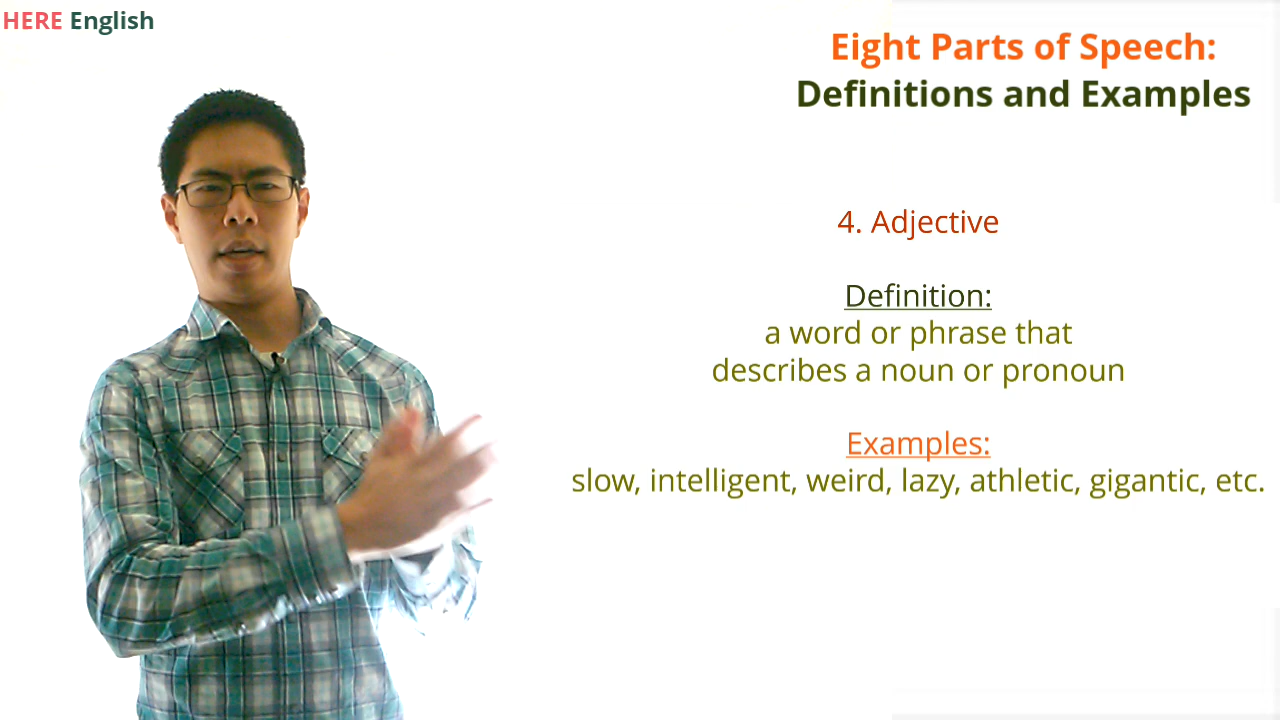 HERE English
Eight Parts of Speech:
Definitions and Examples
4. Adjective
Definition:
a word or phrase that
describes a noun or pronoun
Examples:
slow, intelligent, weird, lazy, athletic, gigantic, etc.